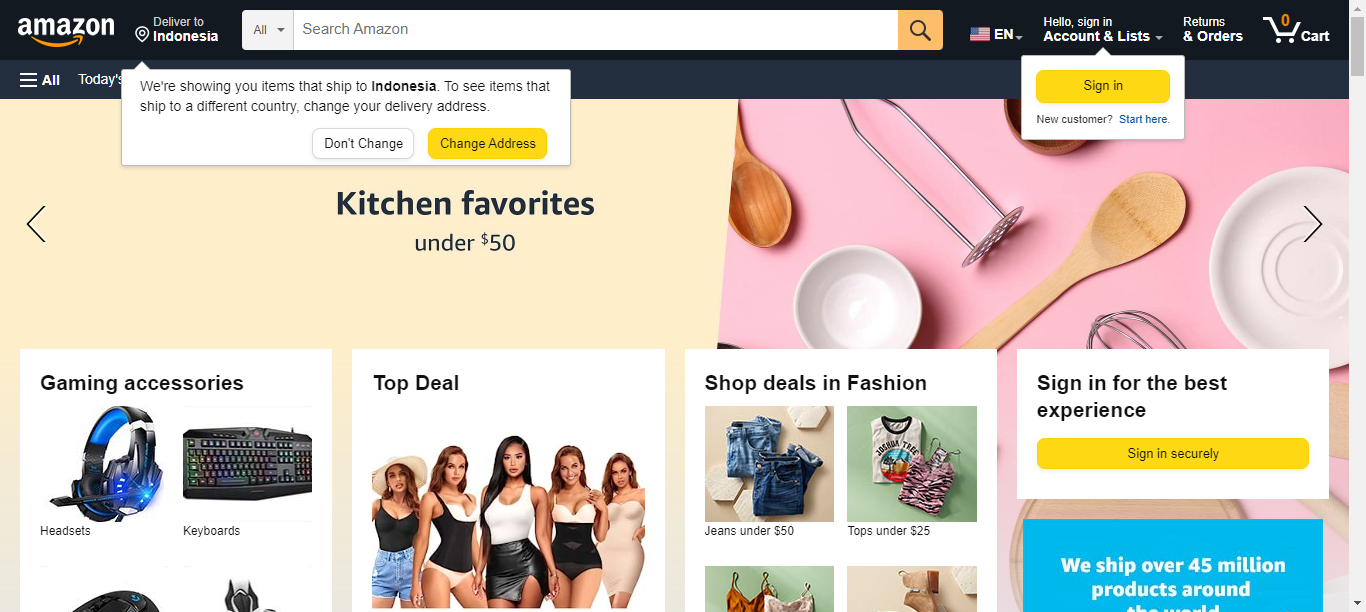 amazon
Deliver to
Indonesia
All
Search Amazon
EN
Hello, sign in
Account & Lists
Returns
& Orders
0
Cart
All
Today's
We're showing you items that ship to Indonesia. To see items that
ship to a different country, change your delivery address.
Don't Change
Change Address
Sign in
New customer? Start here.
Kitchen favorites
under $50
Gaming accessories
Headsets
Keyboards
Top Deal
Shop deals in Fashion
JOSHUA TREE
Jeans under $50
Tops under $25
Sign in for the best
experience
Sign in securely
We ship over 45 million
products around
the world